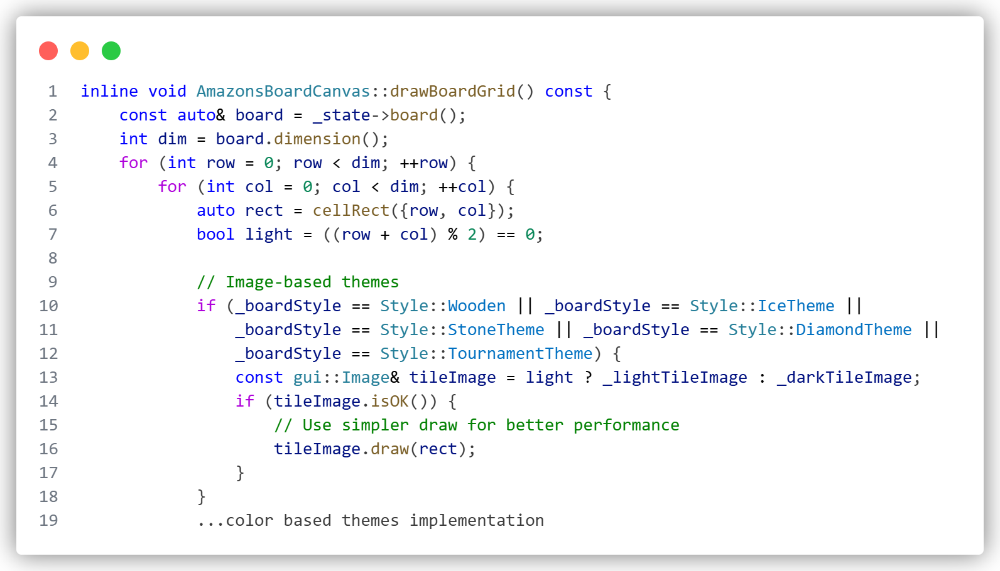 1 inline void AmazonsBoardCanvas::drawBoardGrid() const {
2     const auto& board = _state->board();
3     int dim = board.dimension();
4     for (int row = 0; row < dim; ++row) {
5         for (int col = 0; col < dim; ++col) {
6             auto rect = cellRect({row, col});
7             bool light = ((row + col) % 2) == 0;
8
9             // Image-based themes
10             if (_boardStyle == Style::Wooden || _boardStyle == Style::IceTheme ||
11                 _boardStyle == Style::StoneTheme || _boardStyle == Style::DiamondTheme ||
12                 _boardStyle == Style::TournamentTheme) {
13                 const gui::Image& tileImage = light ? _lightTileImage : _darkTileImage;
14                 if (tileImage.isOK()) {
15                     // Use simpler draw for better performance
16                     tileImage.draw(rect);
17                 }
18             }
19             ...color based themes implementation